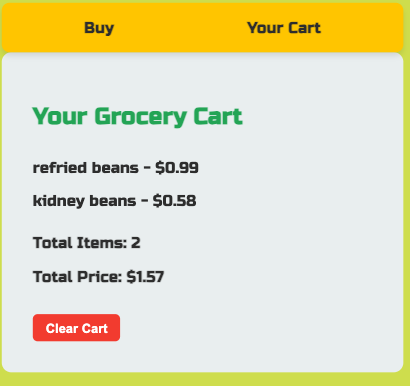 Buy Your Cart
Your Grocery Cart
refried beans - $0.99
kidney beans - $0.58
Total Items: 2
Total Price: $1.57
Clear Cart